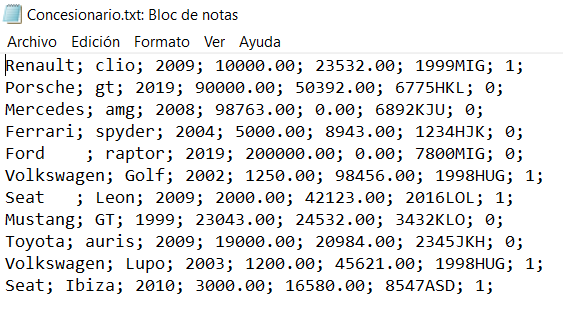 Concesionario.txt: Bloc de notas
Archivo Edición Formato Ver Ayuda
Renault; clio; 2009; 10000.00; 23532.00; 1999MIG; 1;
Porsche; gt; 2019; 90000.00; 50392.00; 6775HKL; 0;
Mercedes; amg; 2008; 98763.00; 0.00; 6892KJU; 0;
Ferrari; spyder; 2004; 5000.00; 8943.00; 1234HJK; 0;
Ford    ; raptor; 2019; 200000.00; 0.00; 7800MIG; 0;
Volkswagen; Golf; 2002; 1250.00; 98456.00; 1998HUG; 1;
Seat   ; Leon; 2009; 2000.00; 42123.00; 2016LOL; 1;
Mustang; GT; 1999; 23043.00; 24532.00; 3432KLO; 0;
Toyota; auris; 2009; 19000.00; 20984.00; 2345JKH; 0;
Volkswagen; Lupo; 2003; 1200.00; 45621.00; 1998HUG; 1;
Seat; Ibiza; 2010; 3000.00; 16580.00; 8547ASD; 1;